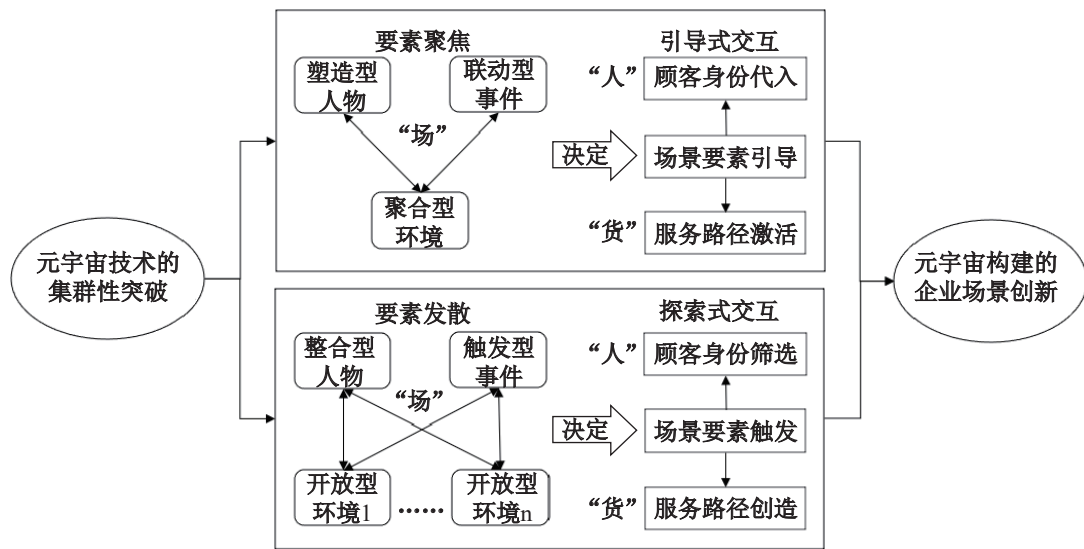 元宇宙技术的
集群性突破
要素聚焦
塑造型
人物
联动型
事件
“场”
聚合型
环境
决定
引导式交互
“人”
顾客身份代入
场景要素引导
“货”
服务路径激活
要素发散
整合型
人物
触发型
事件
“场”
开放型
环境1
……
开放型
环境n
决定
探索式交互
“人”
顾客身份筛选
场景要素触发
“货”
服务路径创造
元宇宙构建的
企业场景创新